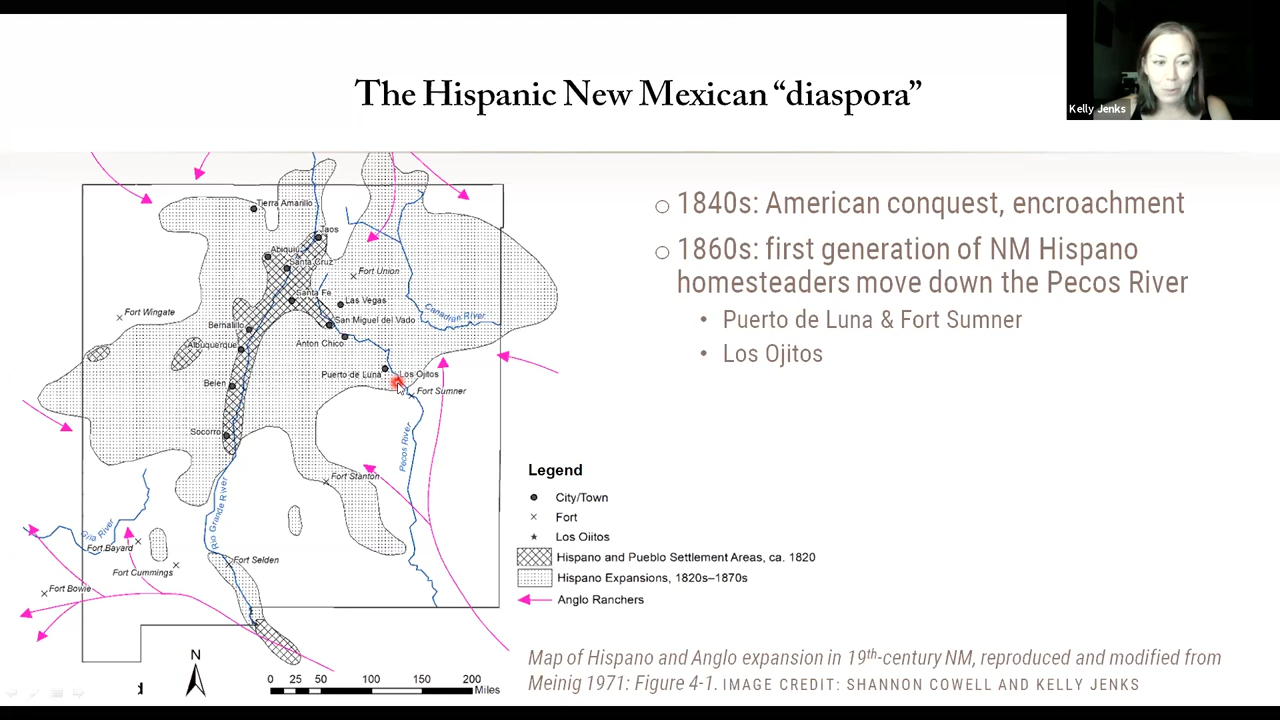 Kelly Jenks
The Hispanic New Mexican “diaspora”
1840s: American conquest, encroachment
1860s: first generation of NM Hispano
homesteaders move down the Pecos River
Puerto de Luna & Fort Sumner
Los Ojitos
Tierra Amarillo
Taos
Abiquiu
Santa Cruz
Fort Union
Santa Fe
Las Vegas
Fort Wingate
Canadian River
San Miguel del Vado
Bernalillo
Anton Chico
Albuquerque
Puerto de Luna
Los Ojitos
Belen
Fort Sumner
Socorro
Pecos River
Fort Stanton
Rio Grande River
Gila River
Fort Bayard
Fort Selden
Fort Cummings
Fort Bowie
N
0 25 50 100 150 200
Miles
Legend
City/Town
Fort
Los Ojitos
Hispano and Pueblo Settlement Areas, ca. 1820
Hispano Expansions, 1820s–1870s
Anglo Ranchers
Map of Hispano and Anglo expansion in 19th-century NM, reproduced and modified from
Meinig 1971: Figure 4-1. IMAGE CREDIT: SHANNON COWELL AND KELLY JENKS